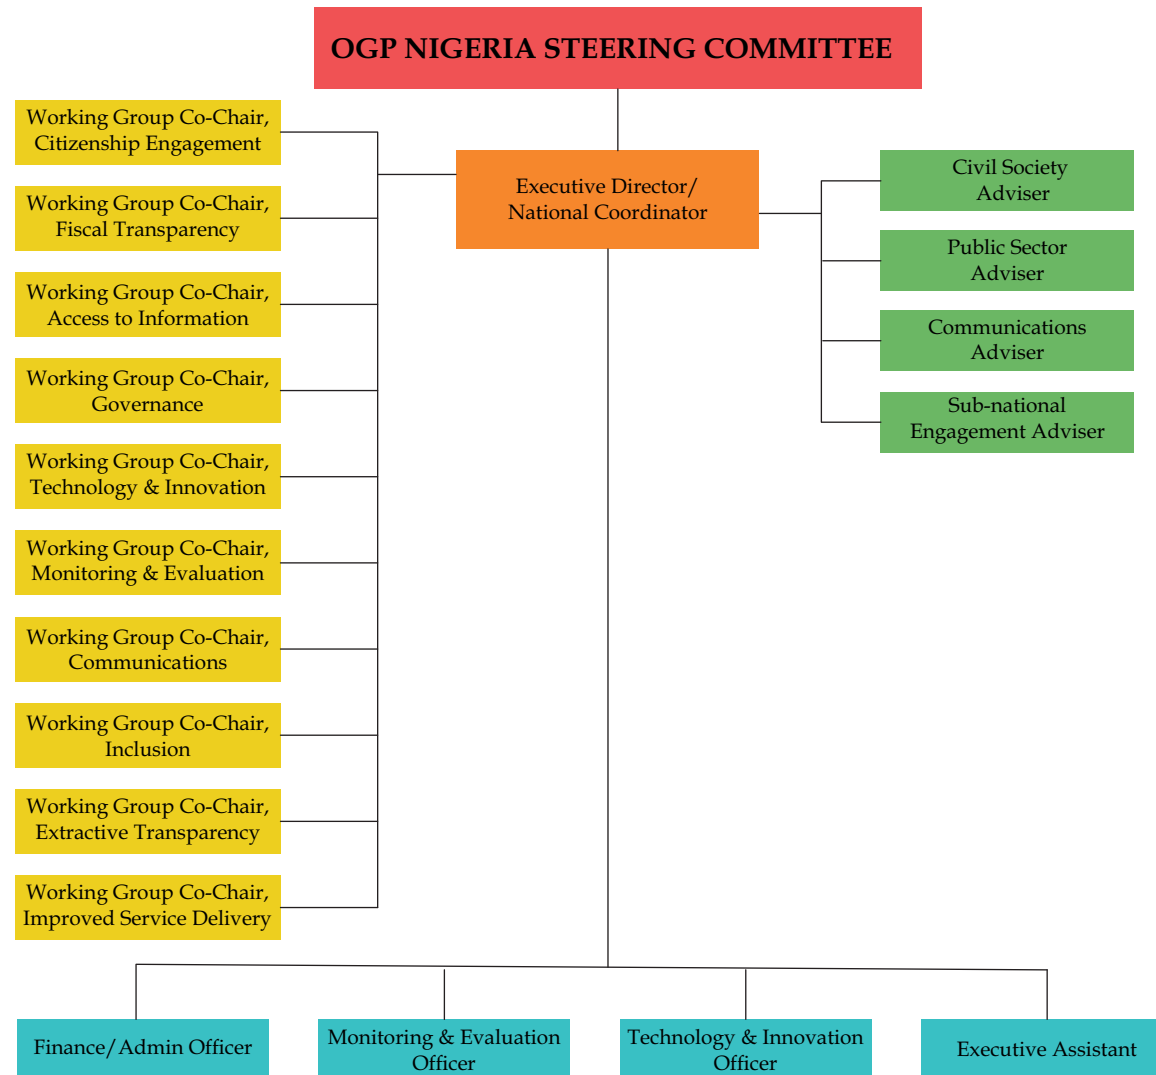 OGP NIGERIA STEERING COMMITTEE
Executive Director/
National Coordinator
Working Group Co-Chair,
Citizenship Engagement
Working Group Co-Chair,
Fiscal Transparency
Working Group Co-Chair,
Access to Information
Working Group Co-Chair,
Governance
Working Group Co-Chair,
Technology & Innovation
Working Group Co-Chair,
Monitoring & Evaluation
Working Group Co-Chair,
Communications
Working Group Co-Chair,
Inclusion
Working Group Co-Chair,
Extractive Transparency
Working Group Co-Chair,
Improved Service Delivery
Civil Society
Adviser
Public Sector
Adviser
Communications
Adviser
Sub-national
Engagement Adviser
Finance/Admin Officer
Monitoring & Evaluation
Officer
Technology & Innovation
Officer
Executive Assistant